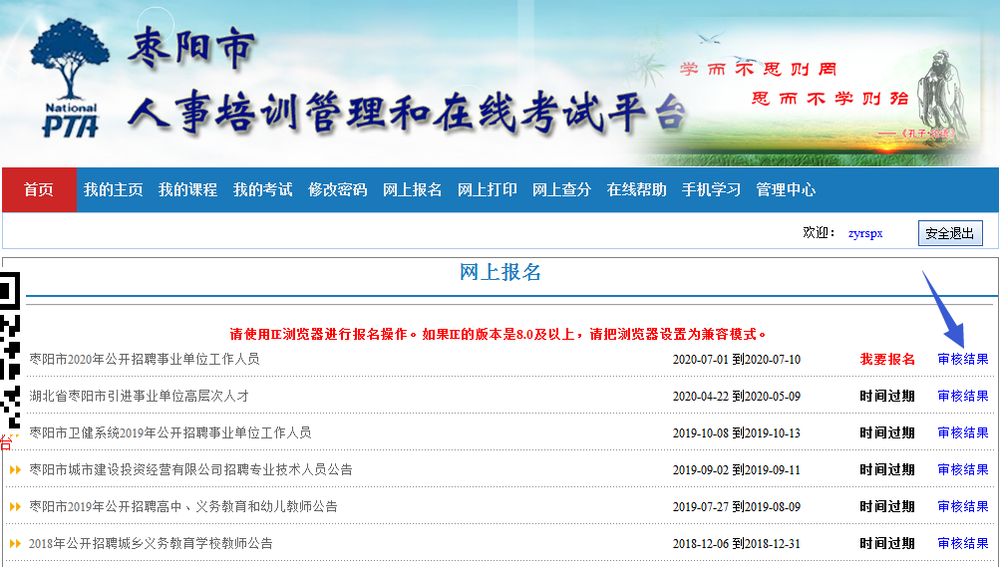 枣阳市
人事培训管理和在线考试平台
National
PTA
学而不思则罔
思而不学则殆
——《孔子·论语》
首页 我的主页 我的课程 我的考试 修改密码 网上报名 网上打印 网上查分 在线帮助 手机学习 管理中心
欢迎： zyrspx 安全退出
网上报名
请使用IE浏览器进行报名操作。如果IE的版本是8.0及以上，请把浏览器设置为兼容模式。
枣阳市2020年公开招聘事业单位工作人员 2020-07-01 到2020-07-10 我要报名 审核结果
湖北省枣阳市引进事业单位高层次人才 2020-04-22 到2020-05-09 时间过期 审核结果
枣阳市卫健系统2019年公开招聘事业单位工作人员 2019-10-08 到2019-10-13 时间过期 审核结果
台
枣阳市城市建设投资经营有限公司招聘专业技术人员公告 2019-09-02 到2019-09-11 时间过期 审核结果
枣阳市2019年公开招聘高中、义务教育和幼儿教师公告 2019-07-27 到2019-08-09 时间过期 审核结果
2018年公开招聘城乡义务教育学校教师公告 2018-12-06 到2018-12-31 时间过期 审核结果